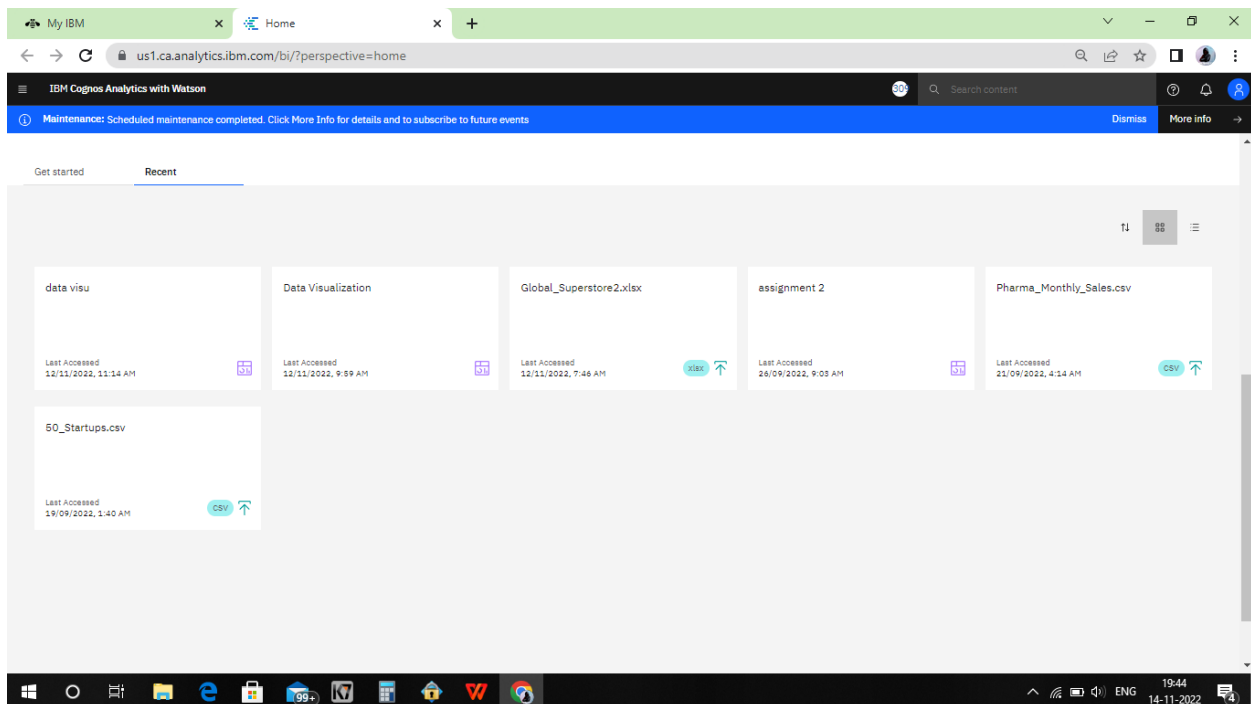 My IBM
Home
us1.ca.analytics.ibm.com/bi/?perspective=home
IBM Cognos Analytics with Watson
309
Search content
Maintenance: Scheduled maintenance completed. Click More Info for details and to subscribe to future events
Dismiss
More info
Get started
Recent
data visu
Last Accessed
12/11/2022, 11:14 AM
Data Visualization
Last Accessed
12/11/2022, 9:59 AM
Global_Superstore2.xlsx
Last Accessed
12/11/2022, 7:46 AM
xlsx
assignment 2
Last Accessed
26/09/2022, 9:03 AM
Pharma_Monthly_Sales.csv
Last Accessed
21/09/2022, 4:14 AM
CSV
50_Startups.csv
Last Accessed
19/09/2022, 1:40 AM
CSV
99+
ENG
19:44
14-11-2022
4